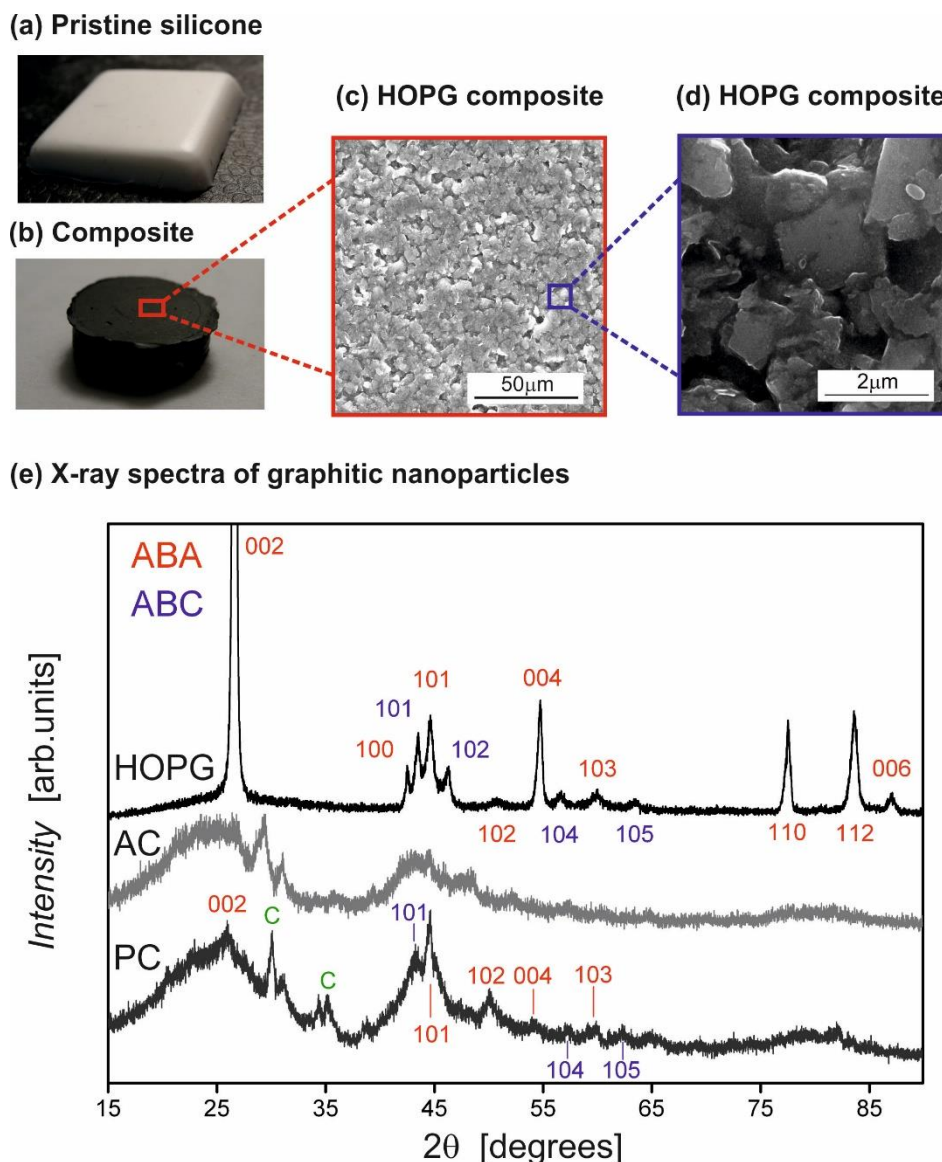 (a) Pristine silicone
(b) Composite
(c) HOPG composite
50μm
(d) HOPG composite
2μm
(e) X-ray spectra of graphitic nanoparticles
ABA
ABC
002
100
101
101
102
102
004
104
103
105
110
112
006
HOPG
AC
PC
002
C
C
101
101
102
004
104
103
105
Intensity [arb.units]
15 25 35 45 55 65 75 85
2θ [degrees]